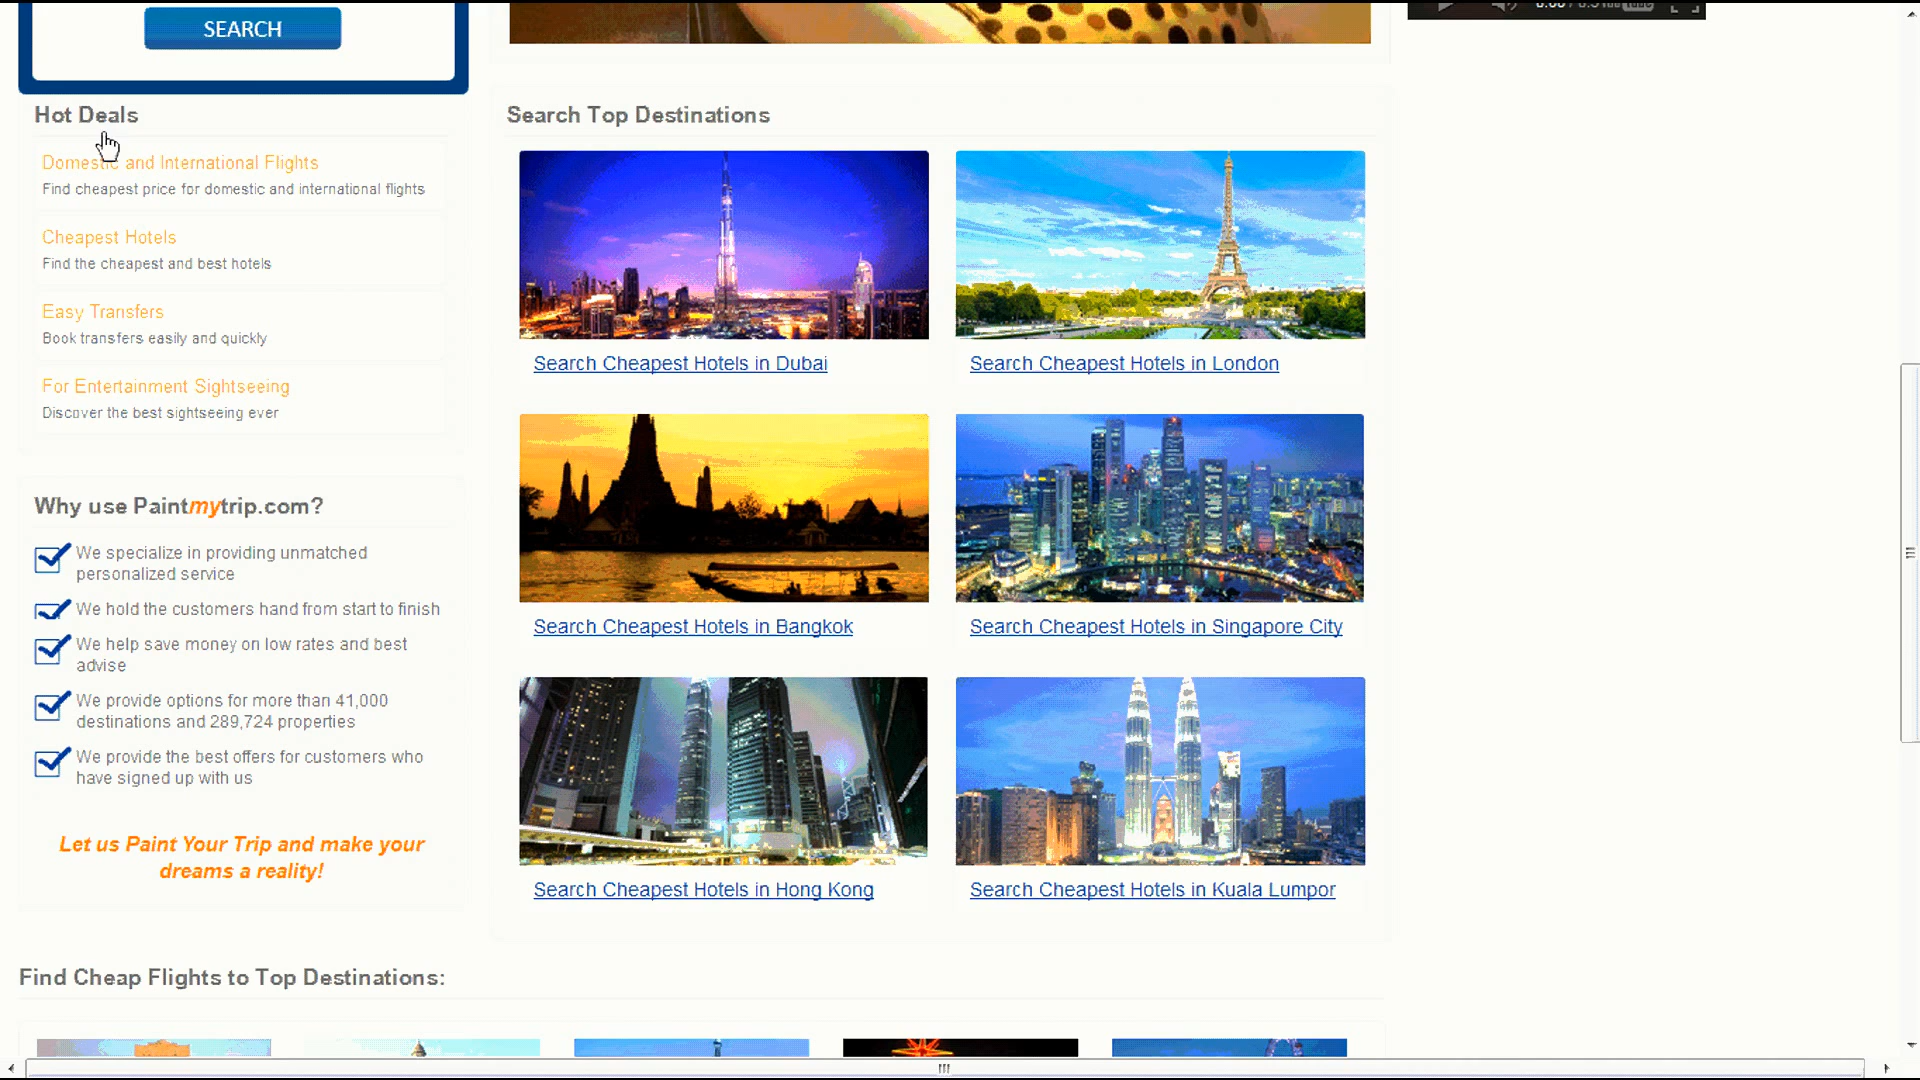 SEARCH
Hot Deals
Domestic and International Flights
Find cheapest price for domestic and international flights
Cheapest Hotels
Find the cheapest and best hotels
Easy Transfers
Book transfers easily and quickly
For Entertainment Sightseeing
Discover the best sightseeing ever
Why use Paintmytrip.com?
We specialize in providing unmatched
personalized service
We hold the customers hand from start to finish
We help save money on low rates and best
advise
We provide options for more than 41,000
destinations and 289,724 properties
We provide the best offers for customers who
have signed up with us
Let us Paint Your Trip and make your
dreams a reality!
Search Top Destinations
Search Cheapest Hotels in Dubai
Search Cheapest Hotels in London
Search Cheapest Hotels in Bangkok
Search Cheapest Hotels in Singapore City
Search Cheapest Hotels in Hong Kong
Search Cheapest Hotels in Kuala Lumpor
Find Cheap Flights to Top Destinations: